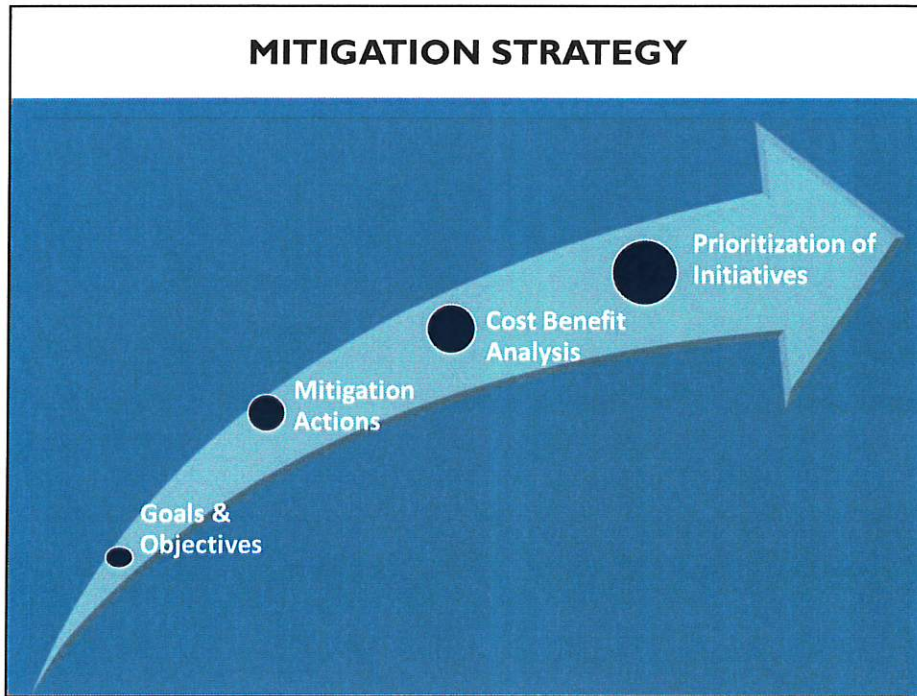 MITIGATION STRATEGY
Prioritization of
Initiatives
Cost Benefit
Analysis
Mitigation
Actions
Goals &
Objectives